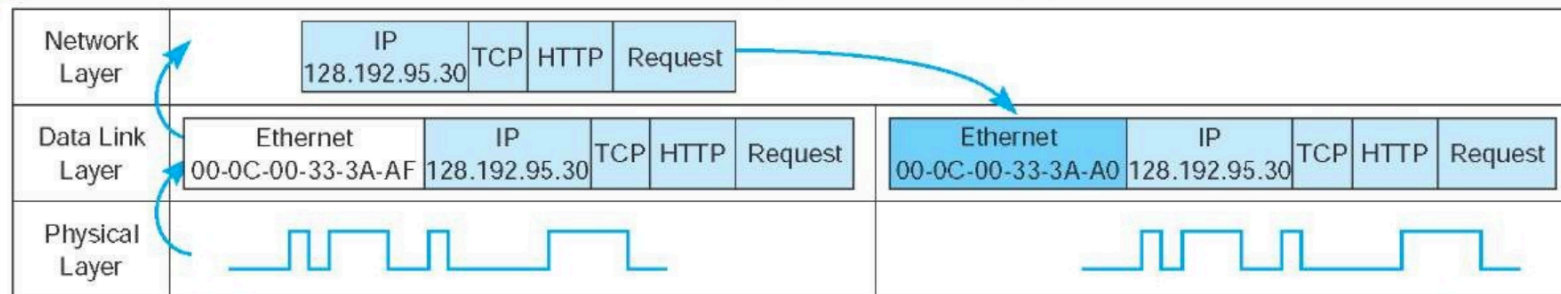 Network
Layer
IP
128.192.95.30
TCP
HTTP
Request
Data Link
Layer
Ethernet
00-0C-00-33-3A-AF
IP
128.192.95.30
TCP
HTTP
Request
Ethernet
00-0C-00-33-3A-A0
IP
128.192.95.30
TCP
HTTP
Request
Physical
Layer